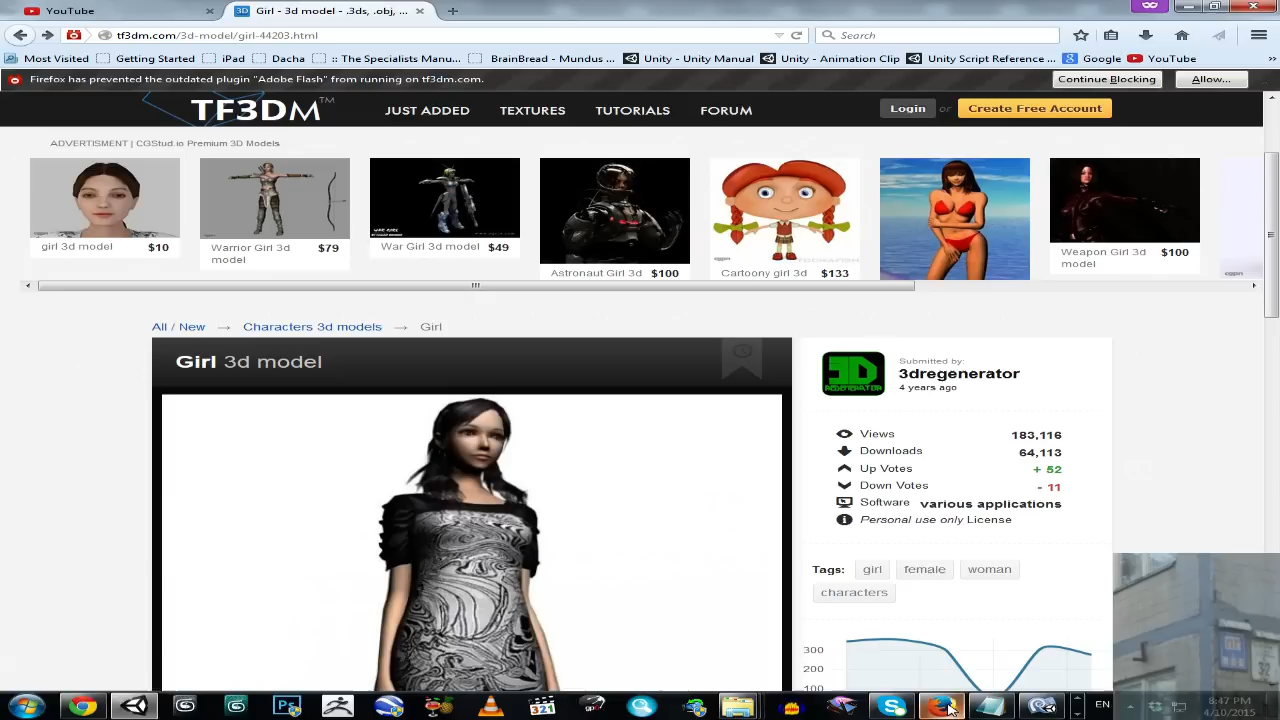 YouTube
Girl - 3d model - .3ds, .obj, ...
tf3dm.com/3d-model/girl-44203.html
Search
Most Visited
Getting Started
iPad
Dacha
:: The Specialists Manu...
BrainBread - Mundus ...
Unity - Unity Manual
Unity - Animation Clip
Unity Script Reference ...
Google
YouTube
Firefox has prevented the outdated plugin "Adobe Flash" from running on tf3dm.com.
Continue Blocking
Allow...
TF3DM™
JUST ADDED
TEXTURES
TUTORIALS
FORUM
Login
or
Create Free Account
ADVERTISMENT | CGStud.io Premium 3D Models
girl 3d model $10
Warrior Girl 3d model $79
War Girl 3d model $49
Astronaut Girl 3d $100
Cartoony girl 3d $133
Weapon Girl 3d model $100
All / New → Characters 3d models → Girl
Girl 3d model
Submitted by:
3dregenerator
4 years ago
Views 183,116
Downloads 64,113
Up Votes + 52
Down Votes - 11
Software various applications
Personal use only License
Tags: girl female woman
characters
300
200
100
321
EN
8:47 PM
4/10/2015